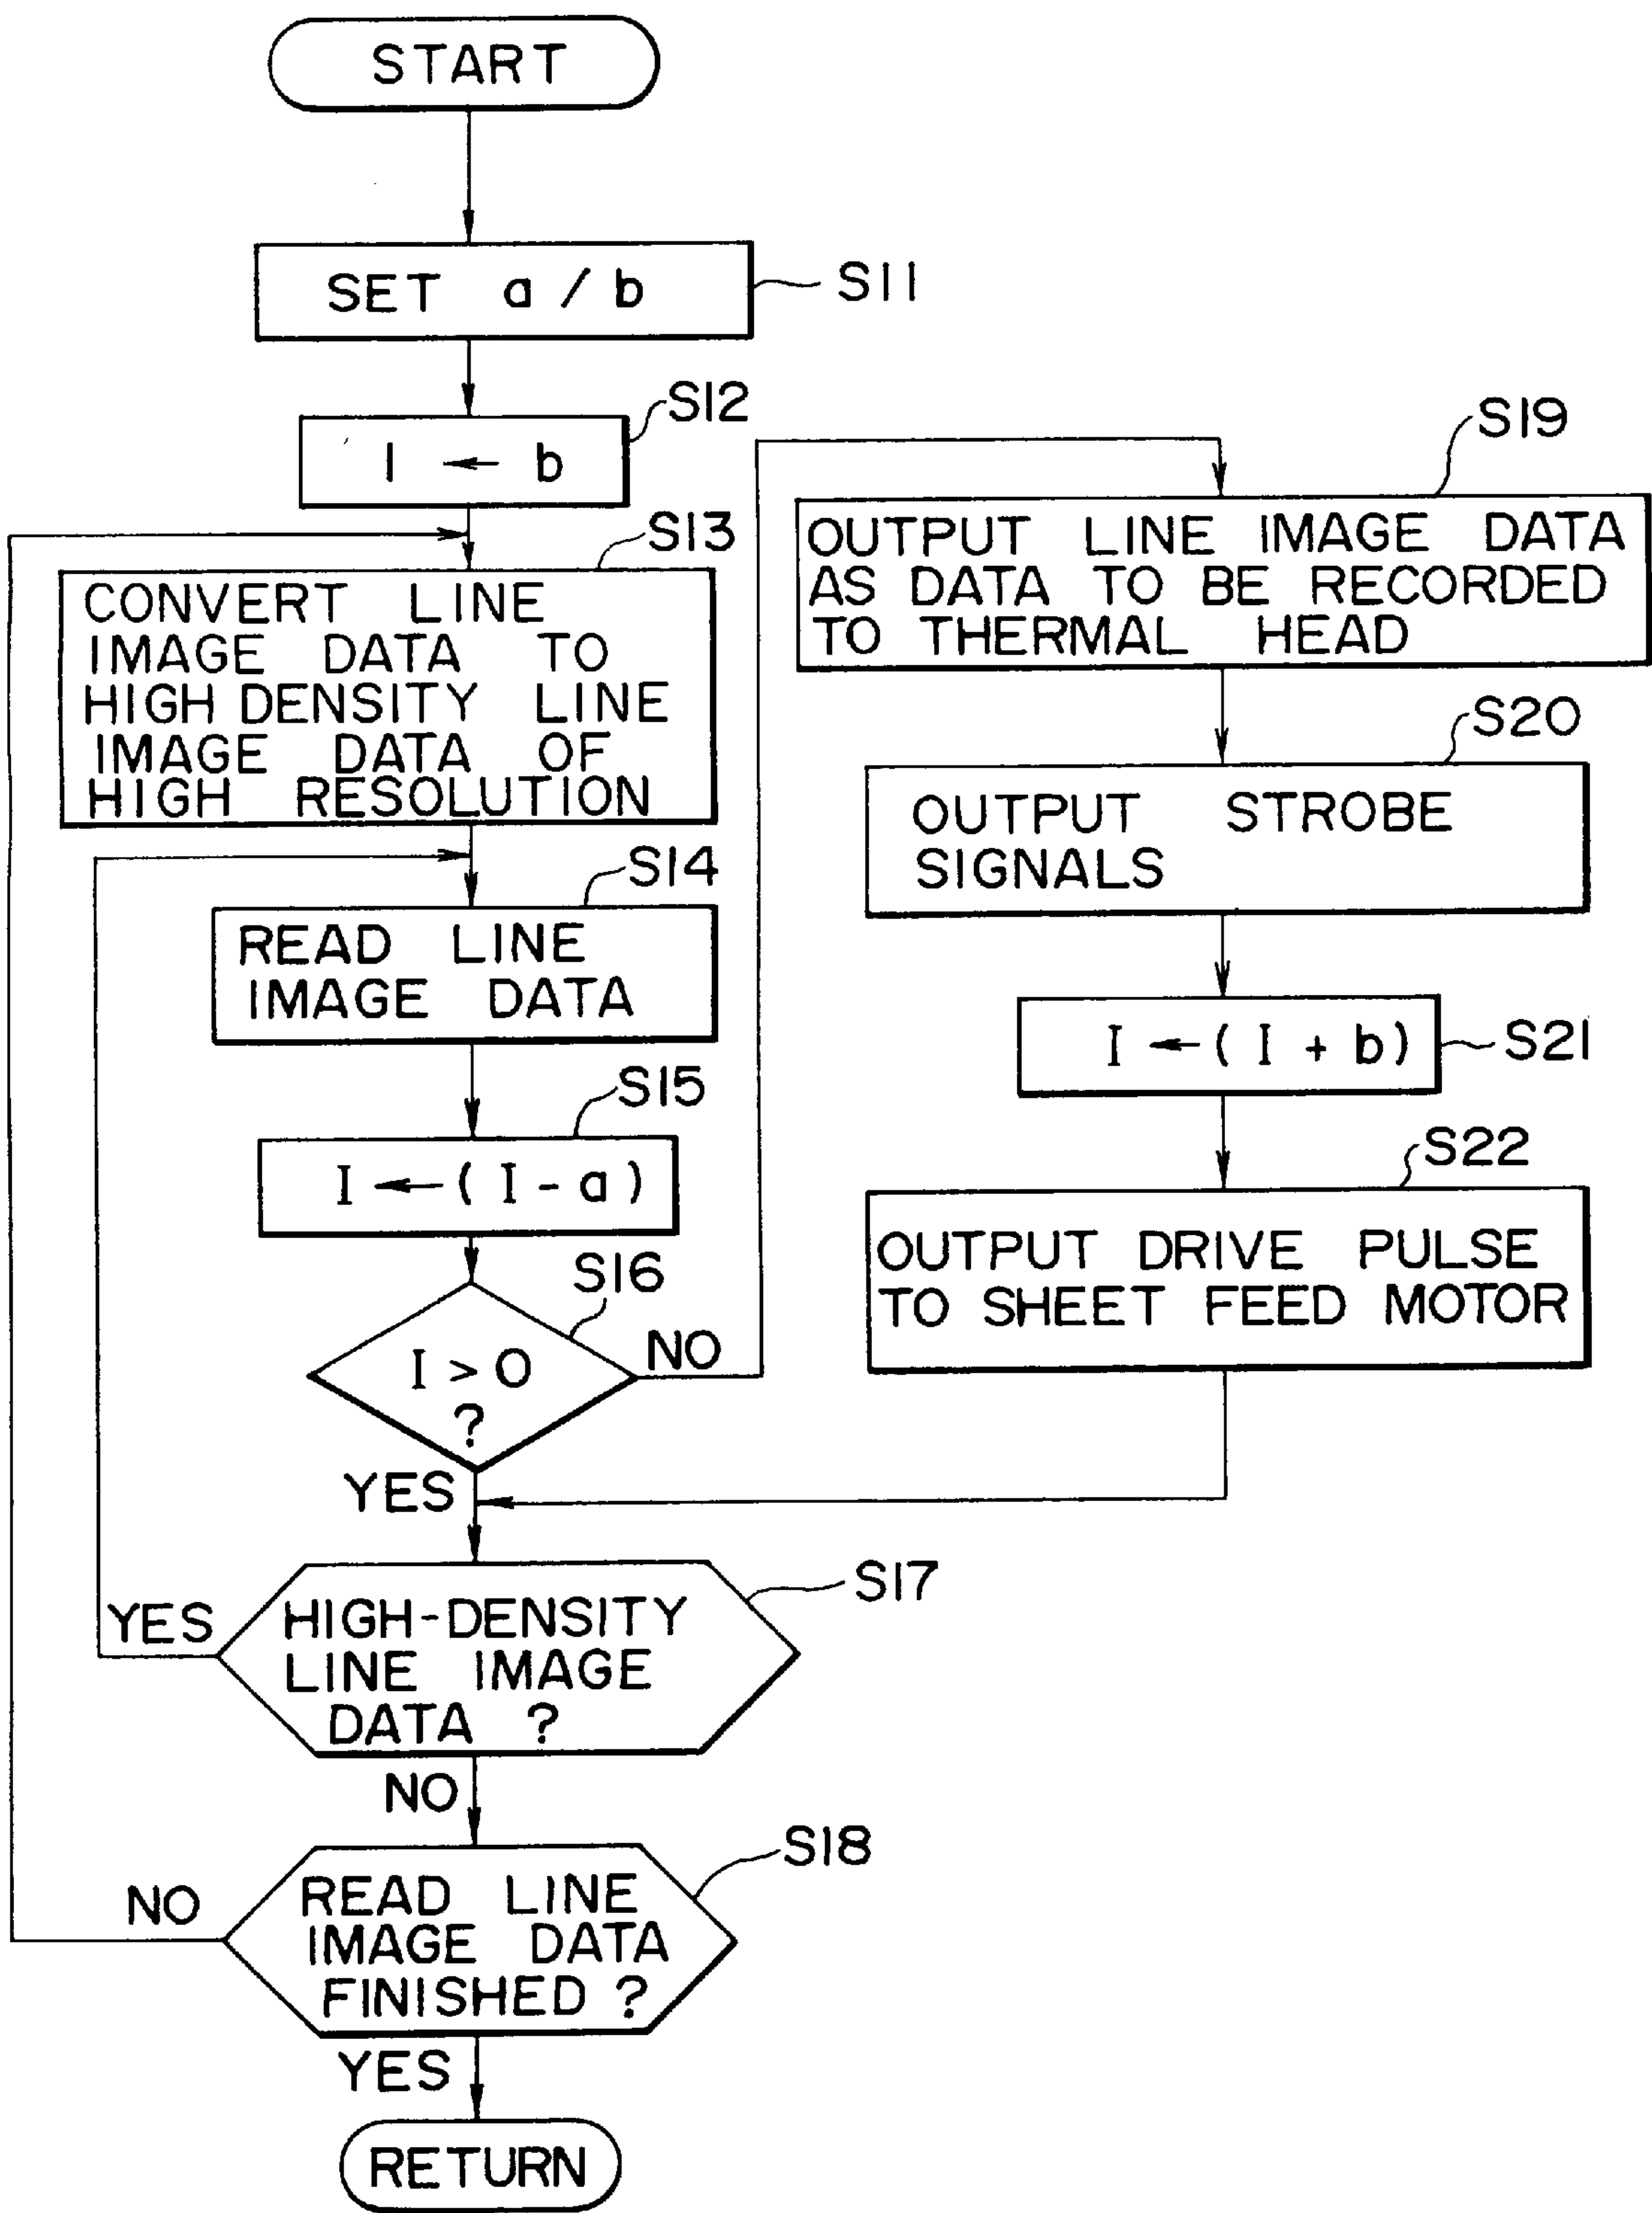 START
SET a / b
S11
S12
I ← b
S13
CONVERT LINE
IMAGE DATA TO
HIGH DENSITY LINE
IMAGE DATA OF
HIGH RESOLUTION
S14
READ LINE
IMAGE DATA
S15
I ← ( I - a )
S16
I > 0
?
NO
YES
S17
HIGH-DENSITY
LINE IMAGE
DATA ?
YES
NO
S18
READ LINE
IMAGE DATA
FINISHED ?
NO
YES
RETURN
S19
OUTPUT LINE IMAGE DATA
AS DATA TO BE RECORDED
TO THERMAL HEAD
S20
OUTPUT STROBE
SIGNALS
I ← ( I + b )
S21
S22
OUTPUT DRIVE PULSE
TO SHEET FEED MOTOR